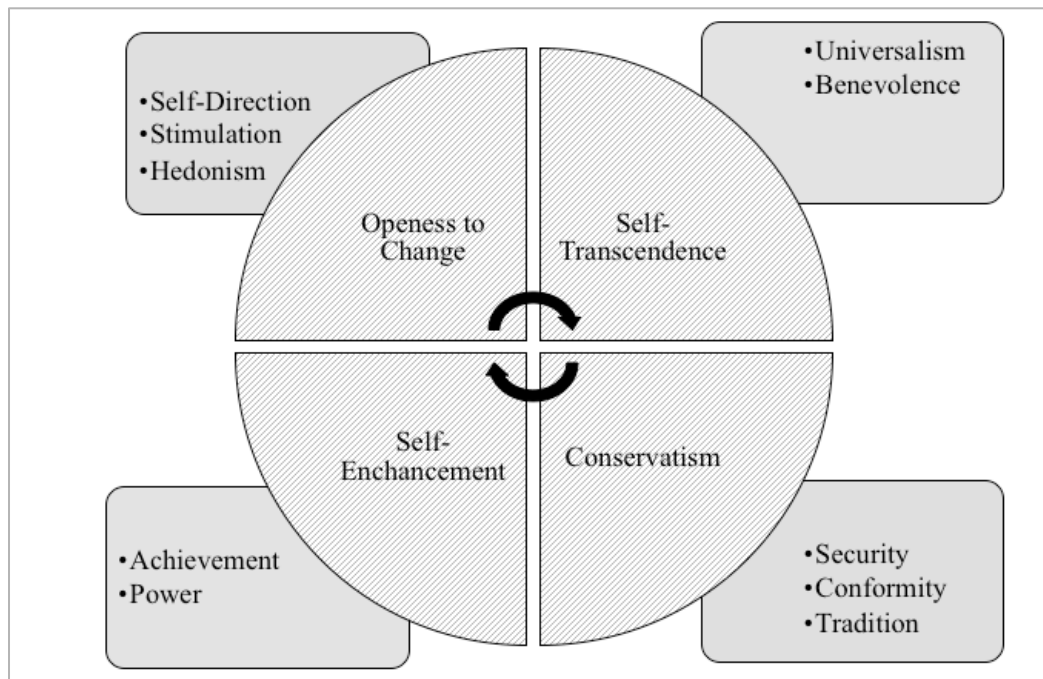 •Self-Direction
•Stimulation
•Hedonism
•Universalism
•Benevolence
Openess to
Change
Self-
Transcendence
Self-
Enchancement
Conservatism
•Achievement
•Power
•Security
•Conformity
•Tradition